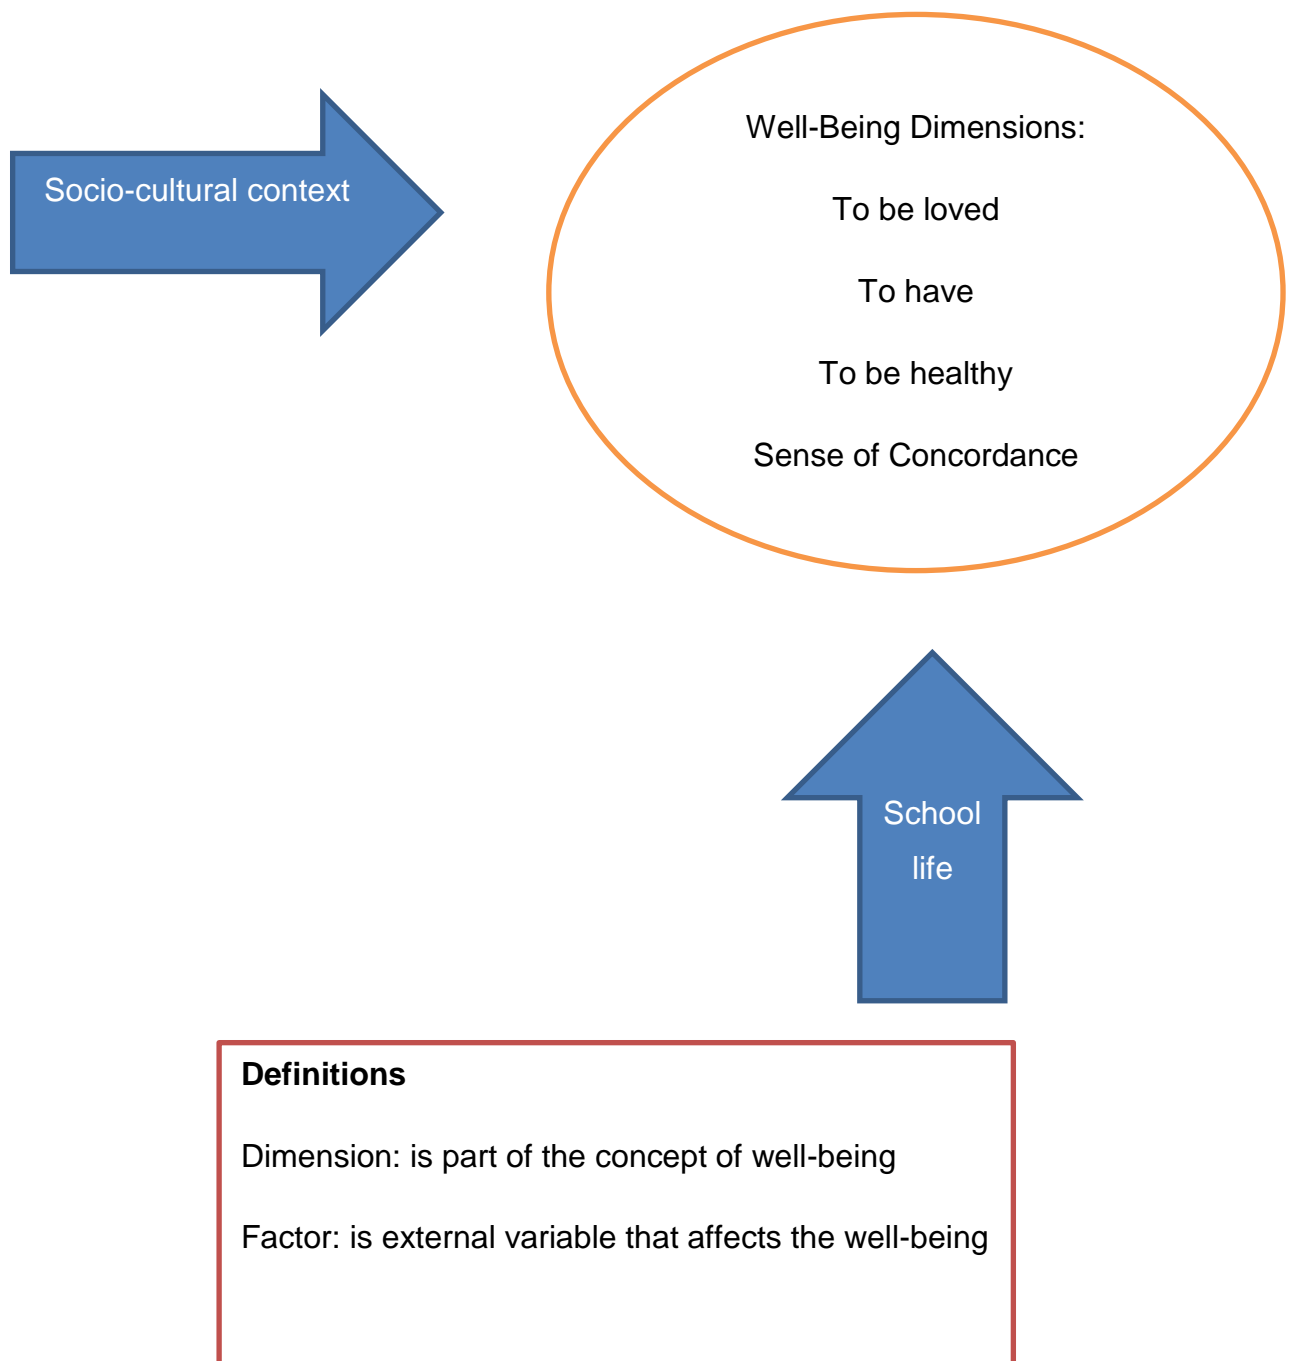 Socio-cultural context
Well-Being Dimensions:
To be loved
To have
To be healthy
Sense of Concordance
School
life
Definitions
Dimension: is part of the concept of well-being
Factor: is external variable that affects the well-being